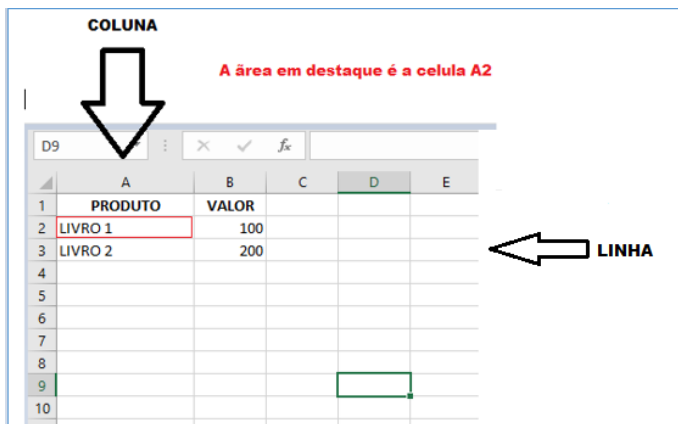 COLUNA
A ãrea em destaque é a celula A2
D9 fx
A B C D E
1 PRODUTO VALOR
2 LIVRO 1 100
3 LIVRO 2 200
LINHA
4
5
6
7
8
9
10